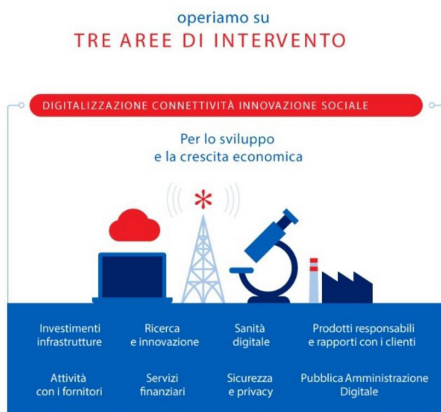 operiamo su
TRE AREE DI INTERVENTO
DIGITALIZZAZIONE CONNETTIVITÀ INNOVAZIONE SOCIALE
Per lo sviluppo
e la crescita economica
Investimenti
infrastrutture
Ricerca
e innovazione
Sanità
digitale
Prodotti responsabili
e rapporti con i clienti
Attività
con i fornitori
Servizi
finanziari
Sicurezza
e privacy
Pubblica Amministrazione
Digitale